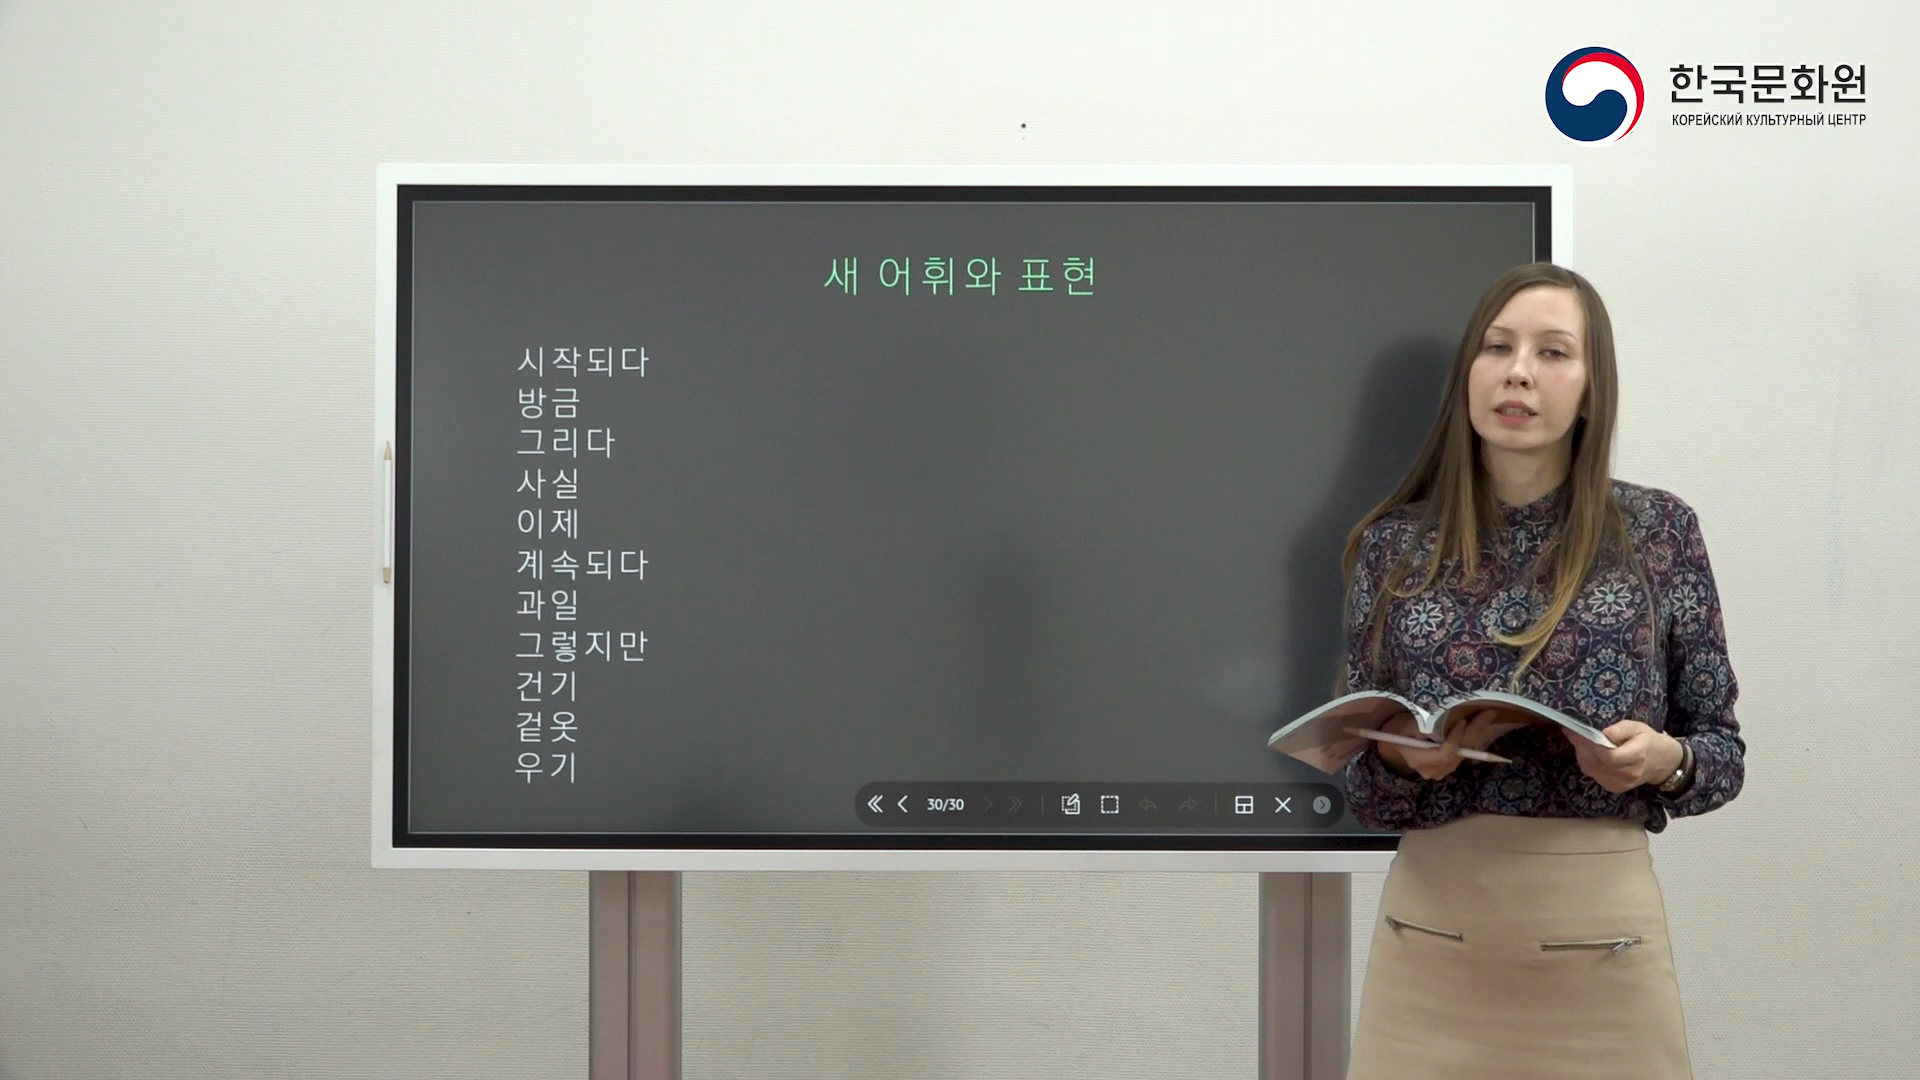 한국문화원
КОРЕЙСКИЙ КУЛЬТУРНЫЙ ЦЕНТР
새 어휘와 표현
시작되다
방금
그리다
사실
이제
계속되다
과일
그렇지만
건기
겉옷
우기
30/30